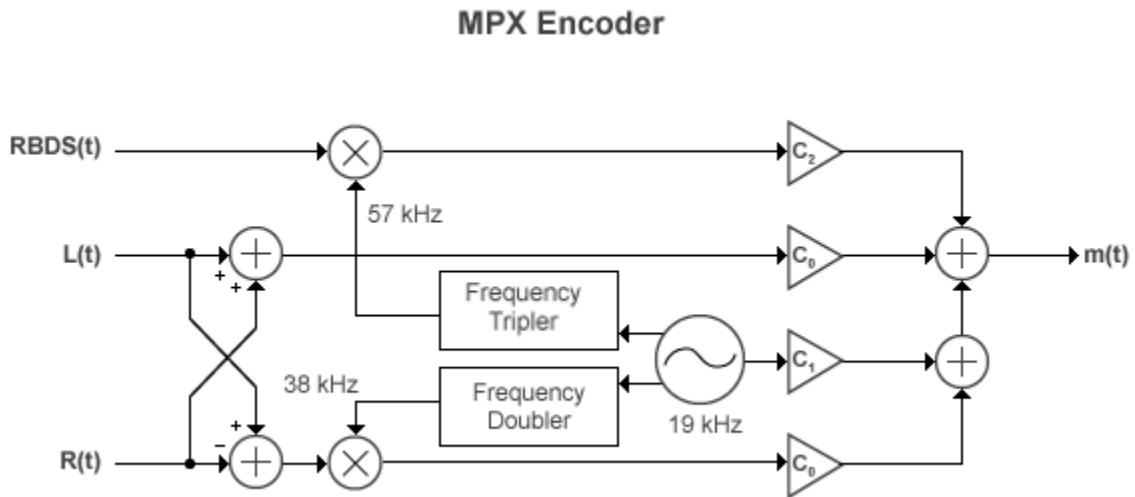 MPX Encoder
RBDS(t)
C₂
57 kHz
L(t)
+
+
C₀
m(t)
Frequency
Tripler
C₁
38 kHz
Frequency
Doubler
19 kHz
+
−
R(t)
C₀